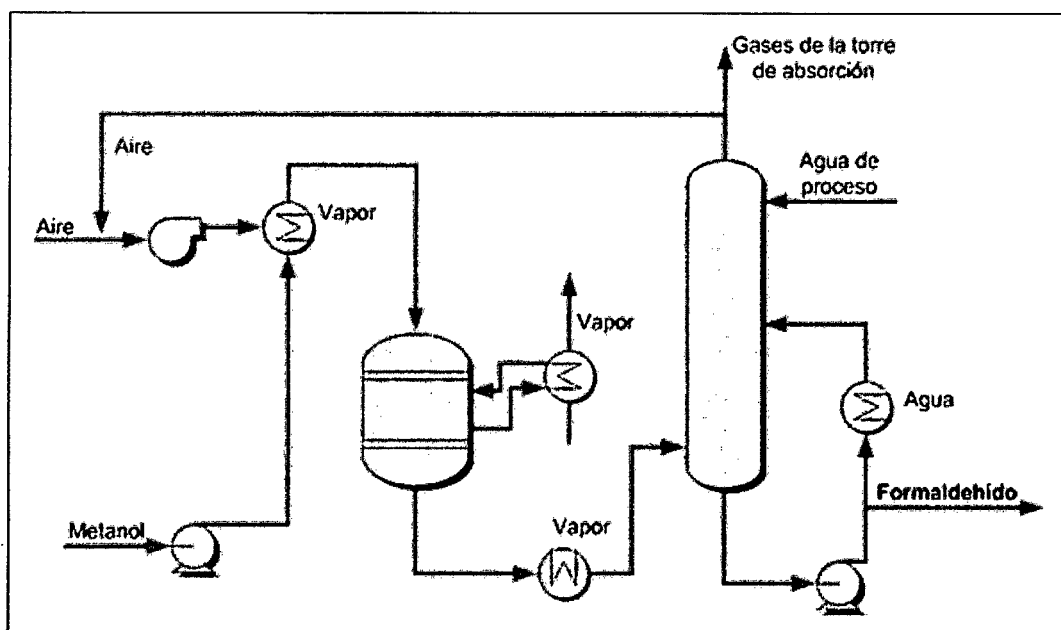 Gases de la torre
de absorción
Aire
Agua de
proceso
Aire
Vapor
Vapor
Agua
Formaldehído
Metanol
Vapor